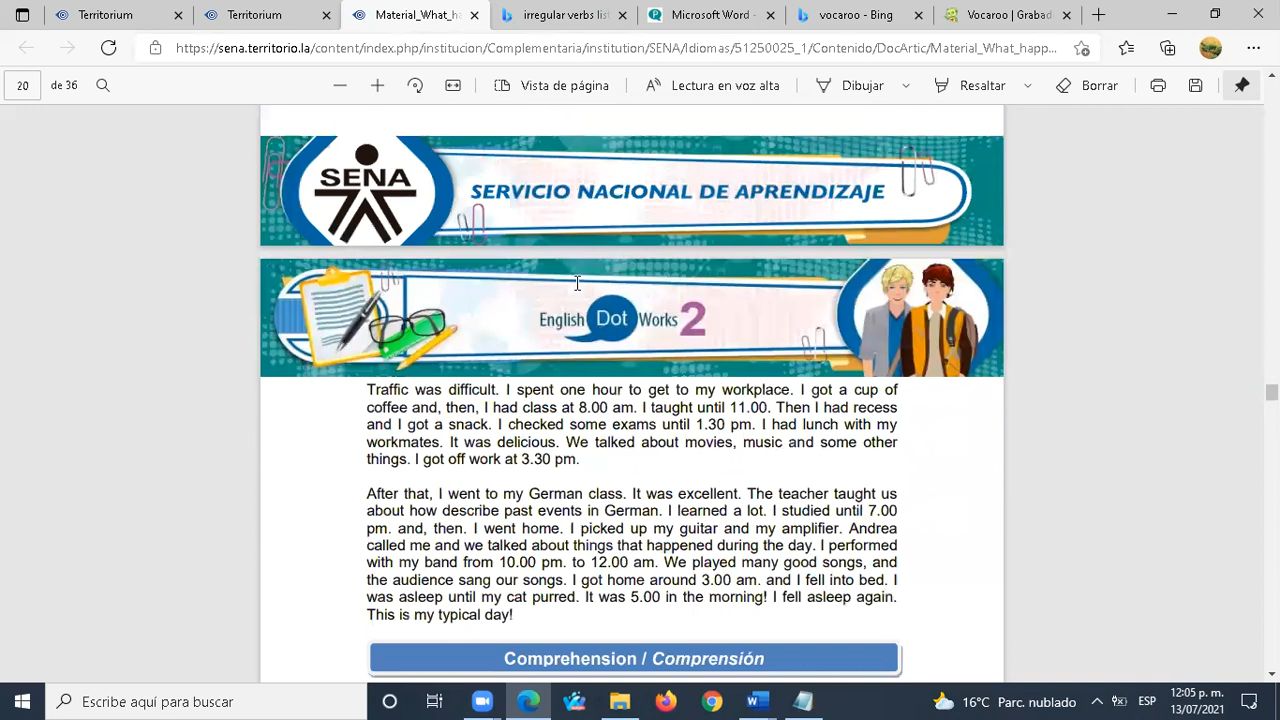 Territorium
Territorium
Material_What_ha
irregular verbs list
Microsoft Word -
vocaroo - Bing
Vocaroo | Grabad
https://sena.territorio.la/content/index.php/institucion/Complementaria/institution/SENA/Idiomas/51250025_1/Contenido/DocArtic/Material_What_happ...
20 de 36
Vista de página
Lectura en voz alta
Dibujar
Resaltar
Borrar
SENA
SERVICIO NACIONAL DE APRENDIZAJE
English Dot Works 2
Traffic was difficult. I spent one hour to get to my workplace. I got a cup of
coffee and, then, I had class at 8.00 am. I taught until 11.00. Then I had recess
and I got a snack. I checked some exams until 1.30 pm. I had lunch with my
workmates. It was delicious. We talked about movies, music and some other
things. I got off work at 3.30 pm.
After that, I went to my German class. It was excellent. The teacher taught us
about how describe past events in German. I learned a lot. I studied until 7.00
pm. and, then. I went home. I picked up my guitar and my amplifier. Andrea
called me and we talked about things that happened during the day. I performed
with my band from 10.00 pm. to 12.00 am. We played many good songs, and
the audience sang our songs. I got home around 3.00 am. and I fell into bed. I
was asleep until my cat purred. It was 5.00 in the morning! I fell asleep again.
This is my typical day!
Comprehension / Comprensión
Escribe aquí para buscar
16°C Parc. nublado
ESP
12:05 p. m.
13/07/2021